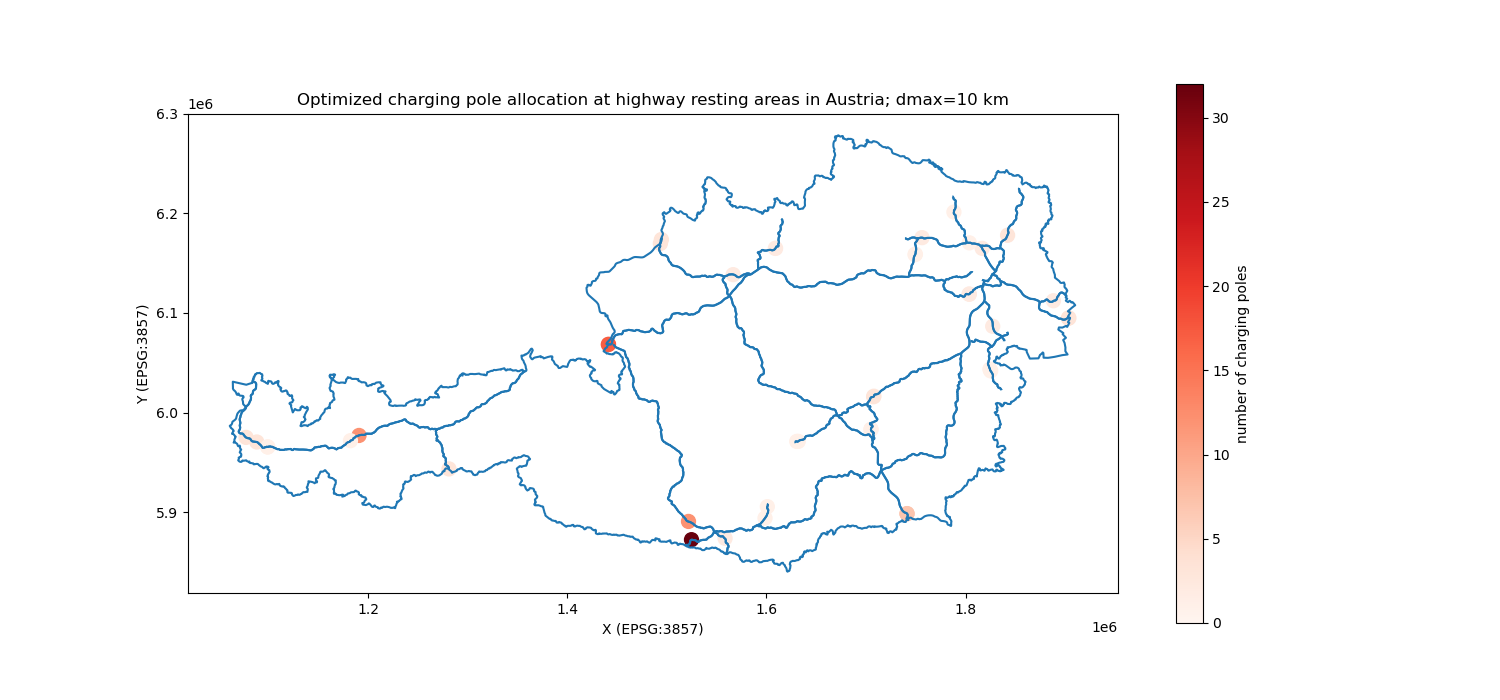 Optimized charging pole allocation at highway resting areas in Austria; dmax=10 km
1e6
6.3
6.2
6.1
6.0
5.9
Y (EPSG:3857)
1.2 1.4 1.6 1.8
X (EPSG:3857)
1e6
30
25
20
15
10
5
0
number of charging poles